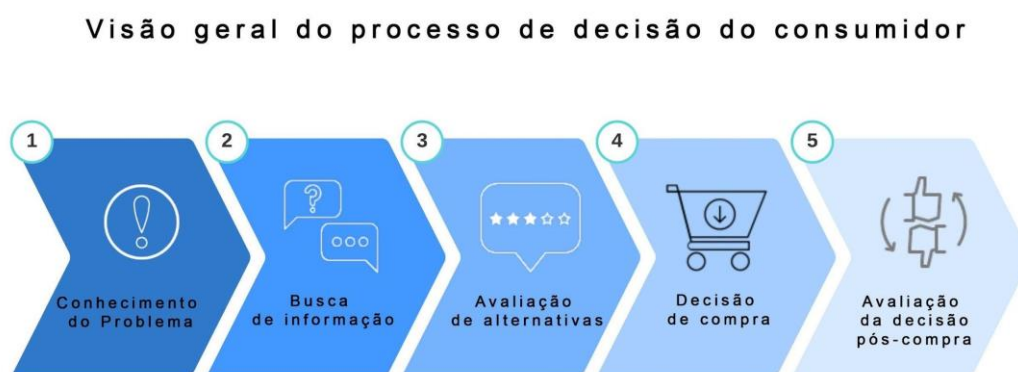 Visão geral do processo de decisão do consumidor
1
2
3
4
5
?
Conhecimento
do Problema
Busca
de informação
Avaliação
de alternativas
Decisão
de compra
Avaliação
da decisão
pós-compra